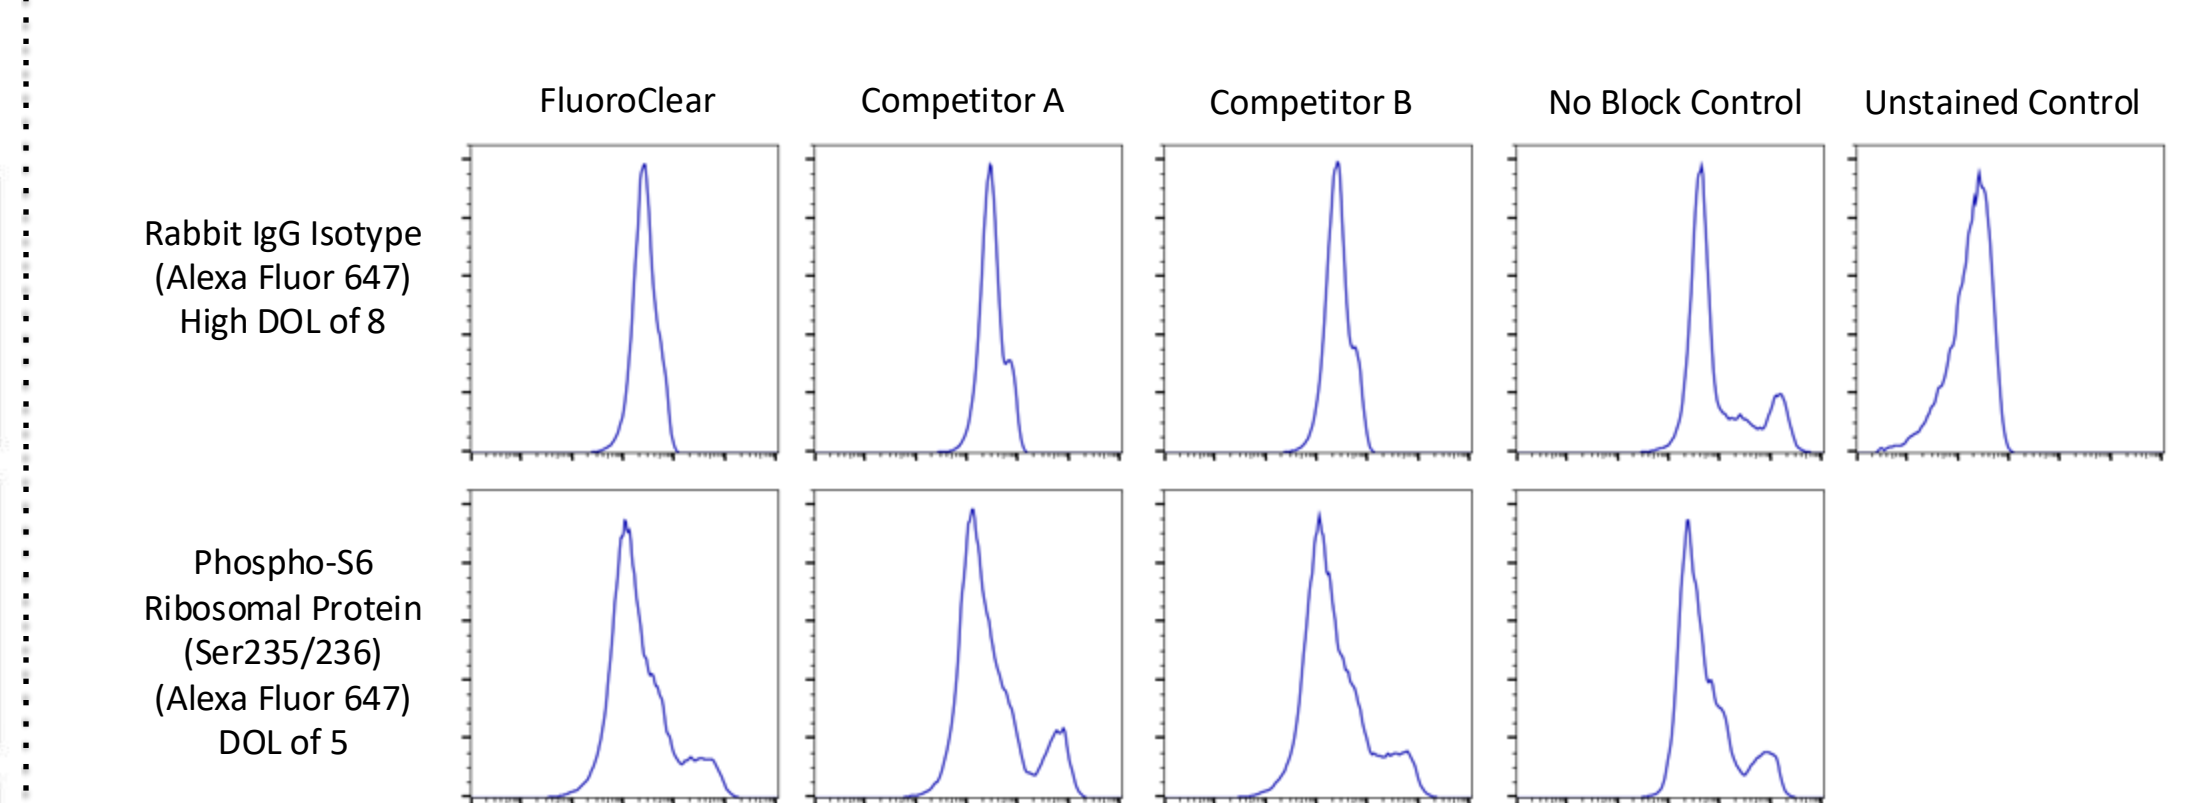 FluoroClear
Competitor A
Competitor B
No Block Control
Unstained Control
Rabbit IgG Isotype
(Alexa Fluor 647)
High DOL of 8
Phospho-S6
Ribosomal Protein
(Ser235/236)
(Alexa Fluor 647)
DOL of 5